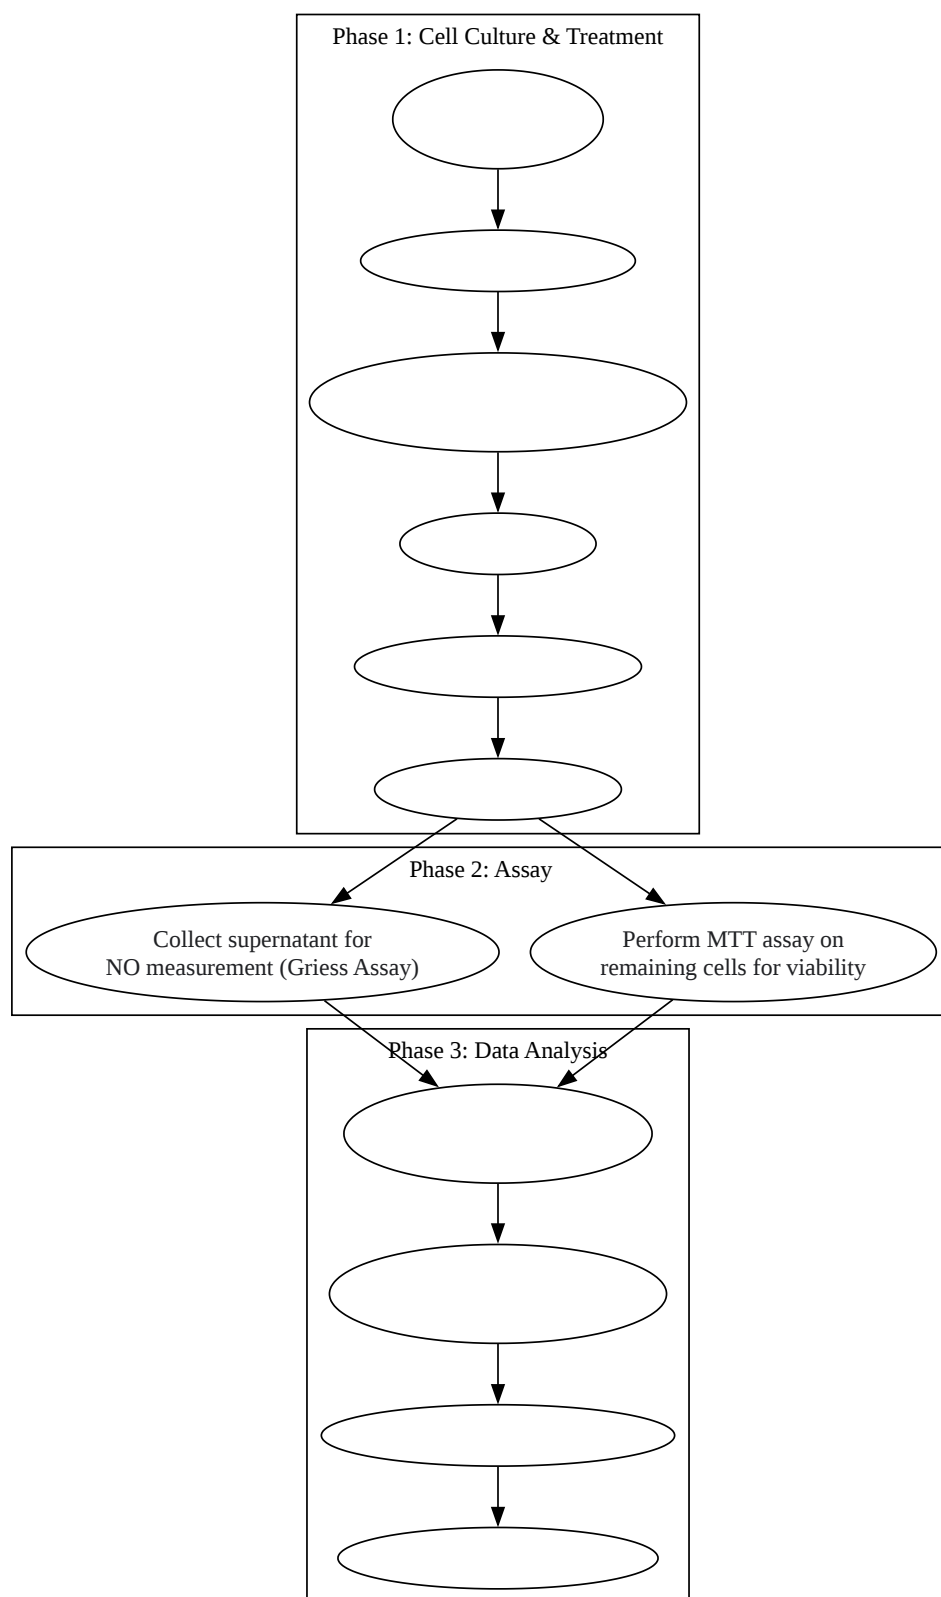 Phase 1: Cell Culture & Treatment
Phase 2: Assay
Collect supernatant for
NO measurement (Griess Assay)
Perform MTT assay on
remaining cells for viability
Phase 3: Data Analysis